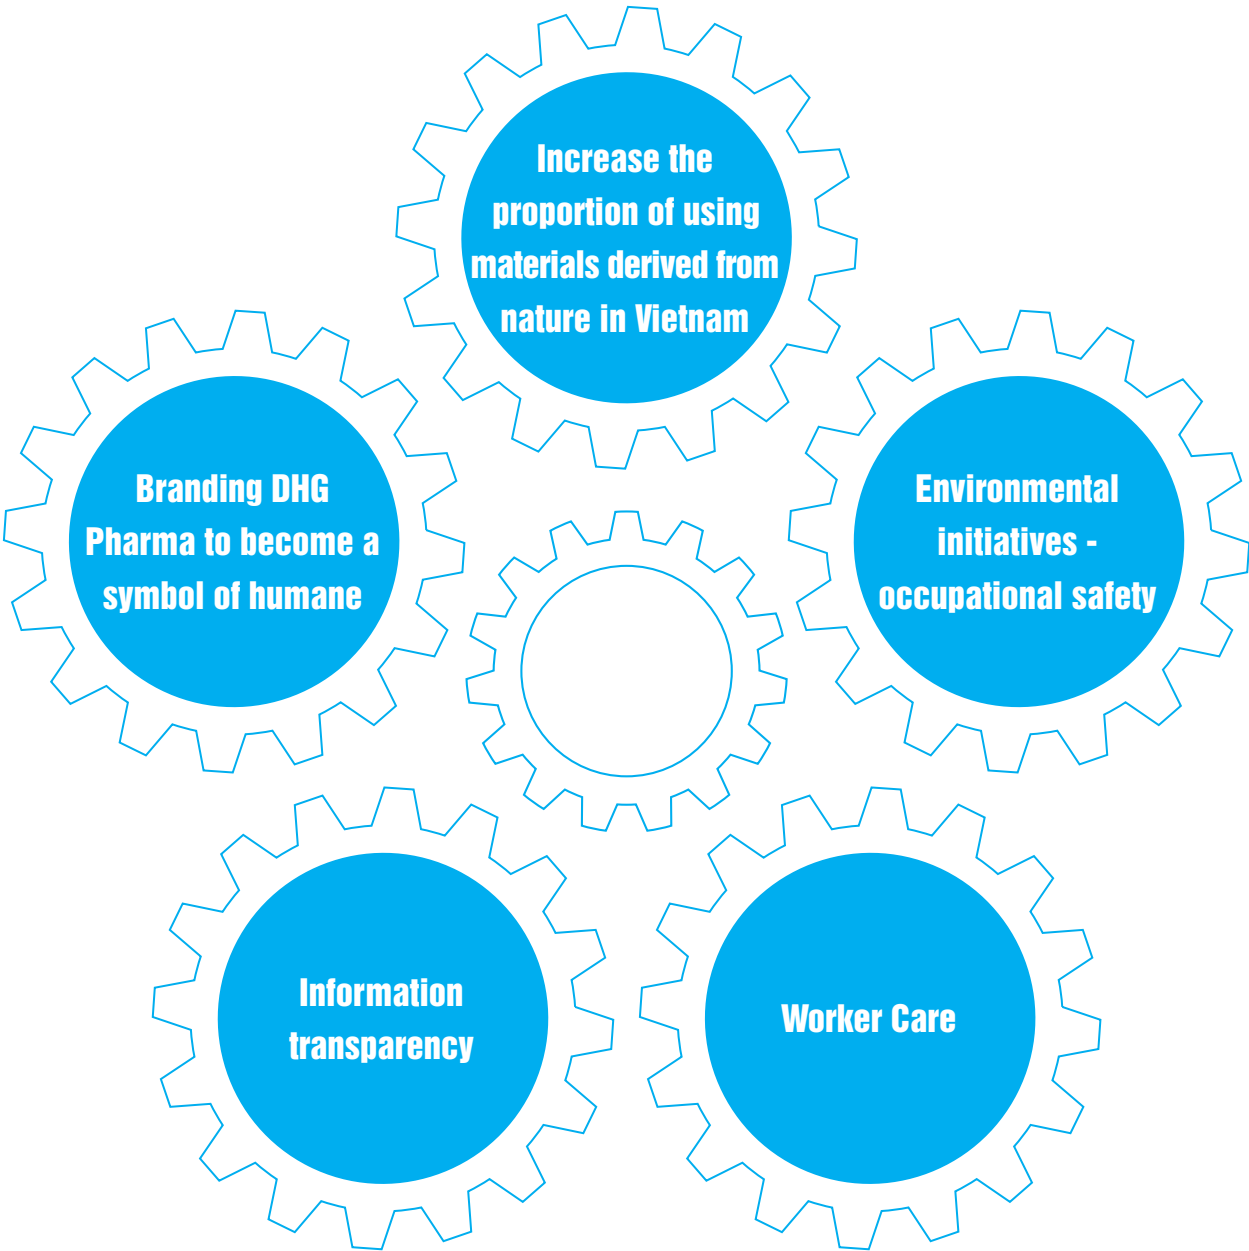 Increase the
proportion of using
materials derived from
nature in Vietnam
Branding DHG
Pharma to become a
symbol of humane
Environmental
initiatives -
occupational safety
Information
transparency
Worker Care